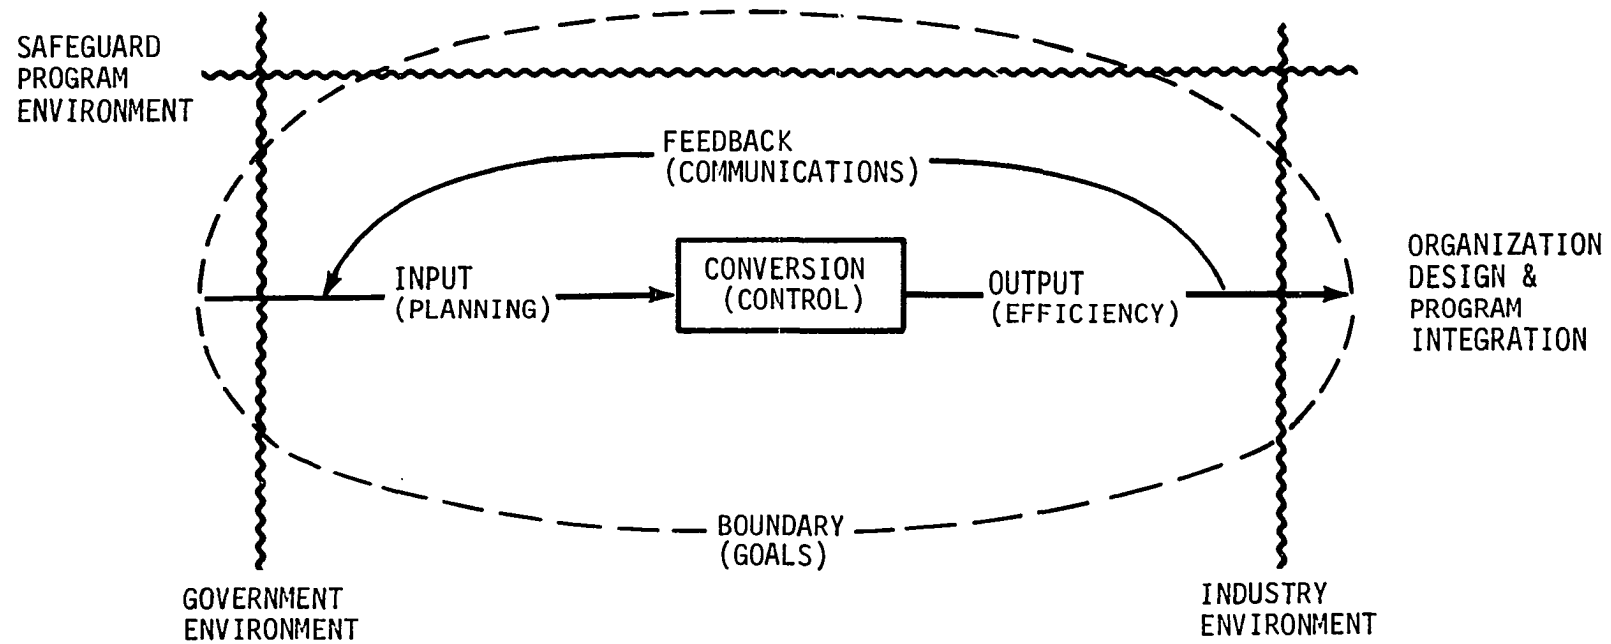 SAFEGUARD
PROGRAM
ENVIRONMENT
FEEDBACK
(COMMUNICATIONS)
INPUT
(PLANNING)
CONVERSION
(CONTROL)
OUTPUT
(EFFICIENCY)
ORGANIZATION
DESIGN &
PROGRAM
INTEGRATION
BOUNDARY
(GOALS)
GOVERNMENT
ENVIRONMENT
INDUSTRY
ENVIRONMENT